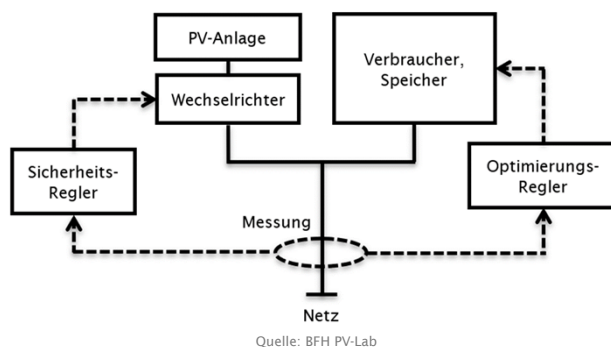 PV-Anlage
Wechselrichter
Verbraucher,
Speicher
Sicherheits-
Regler
Optimierungs-
Regler
Messung
Netz
Quelle: BFH PV-Lab